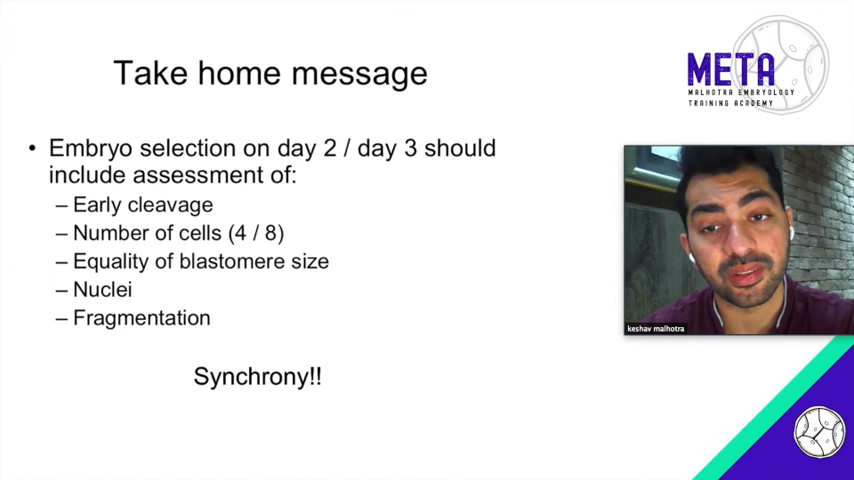 Take home message
META
MALHOTRA EMBRYOLOGY
TRAINING ACADEMY
• Embryo selection on day 2 / day 3 should
include assessment of:
– Early cleavage
– Number of cells (4 / 8)
– Equality of blastomere size
– Nuclei
– Fragmentation
Synchrony!!
keshav malhotra